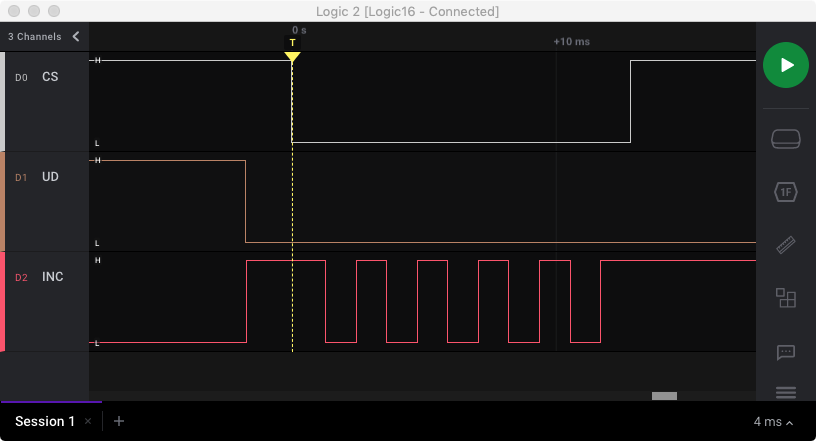 Logic 2 [Logic16 - Connected]
3 Channels
0 s
T
+10 ms
D0 CS
H
L
D1 UD
H
L
D2 INC
H
L
1F
Session 1
4 ms